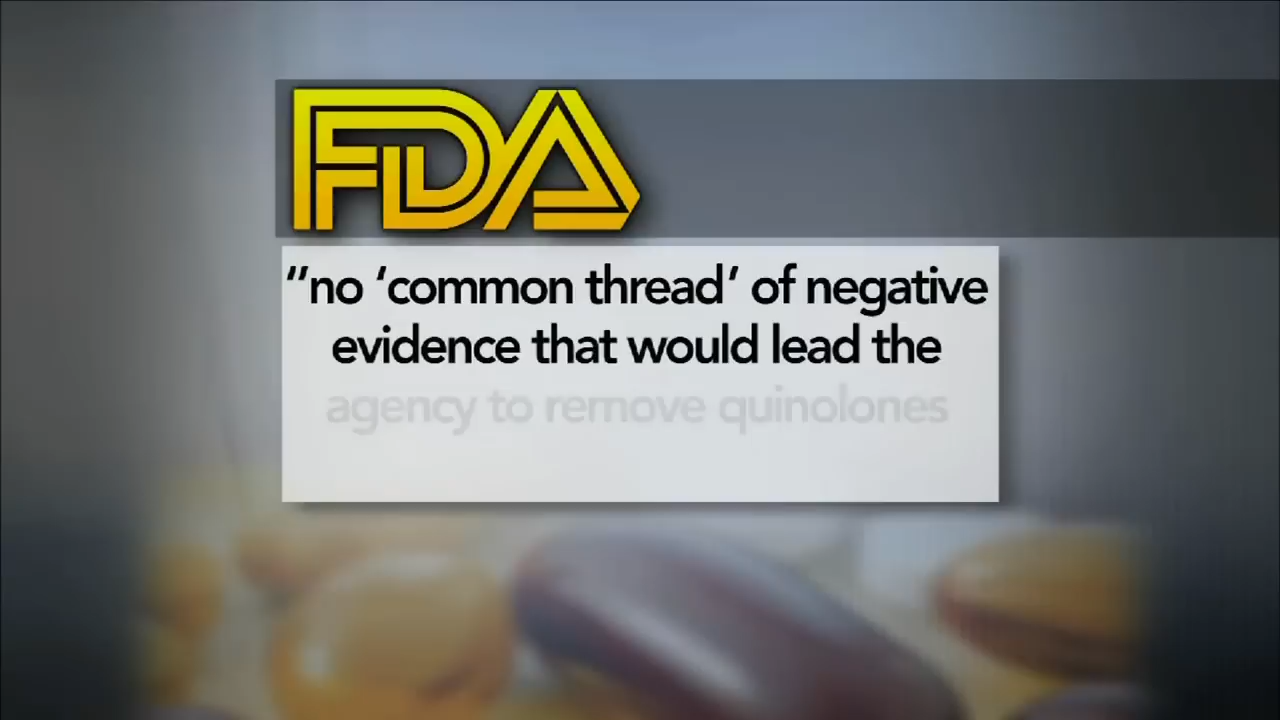 FDA
“no ‘common thread’ of negative
evidence that would lead the
agency to remove quinolones